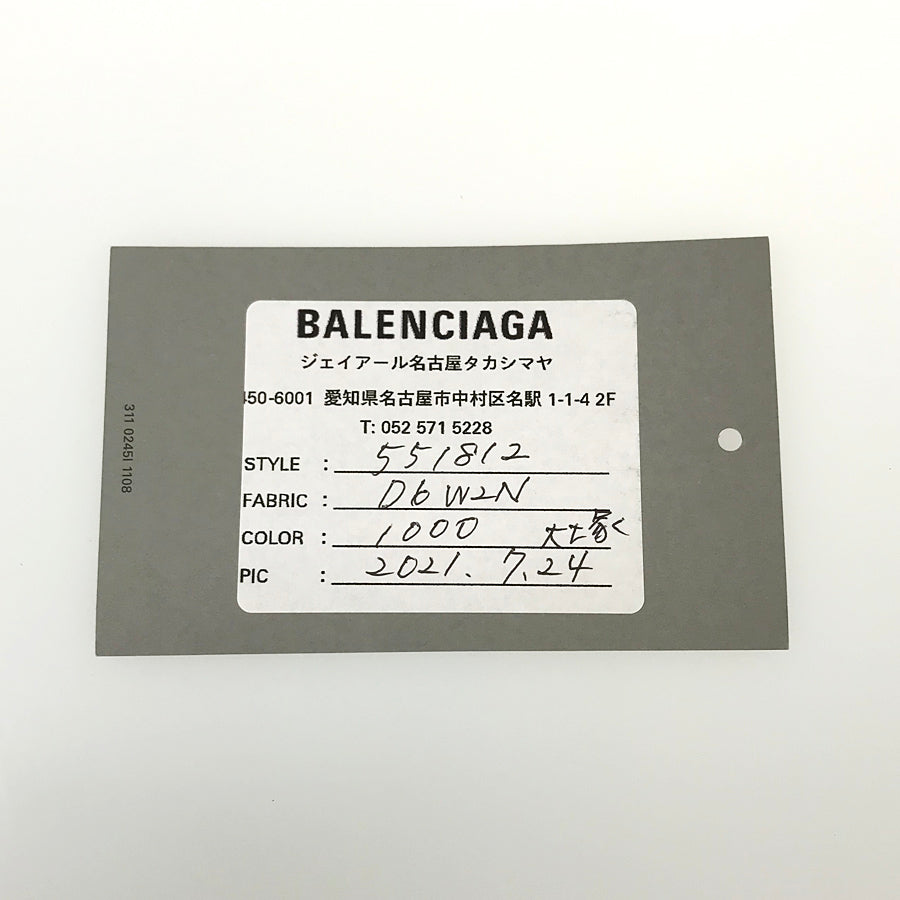 BALENCIAGA
ジェイアール名古屋タカシマヤ
450-6001 愛知県名古屋市中村区名駅 1-1-4 2F
T: 052 571 5228
STYLE : 551812
FABRIC : D6W2N
COLOR : 1000
PIC : 2021. 7. 24
311 0245I 1108